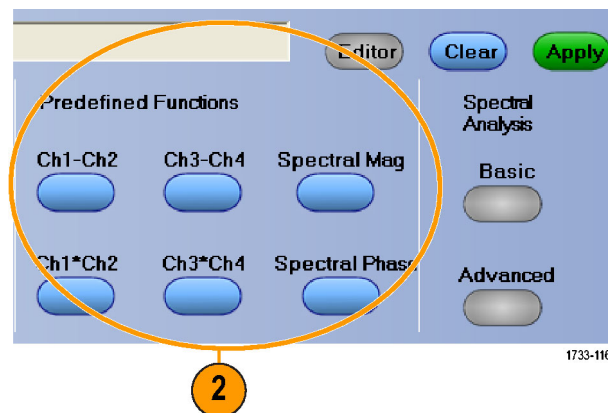 Editor Clear Apply
Predefined Functions
Spectral
Analysis
Ch1-Ch2 Ch3-Ch4 Spectral Mag
Basic
Ch1*Ch2 Ch3*Ch4 Spectral Phase
Advanced
1733-116
2